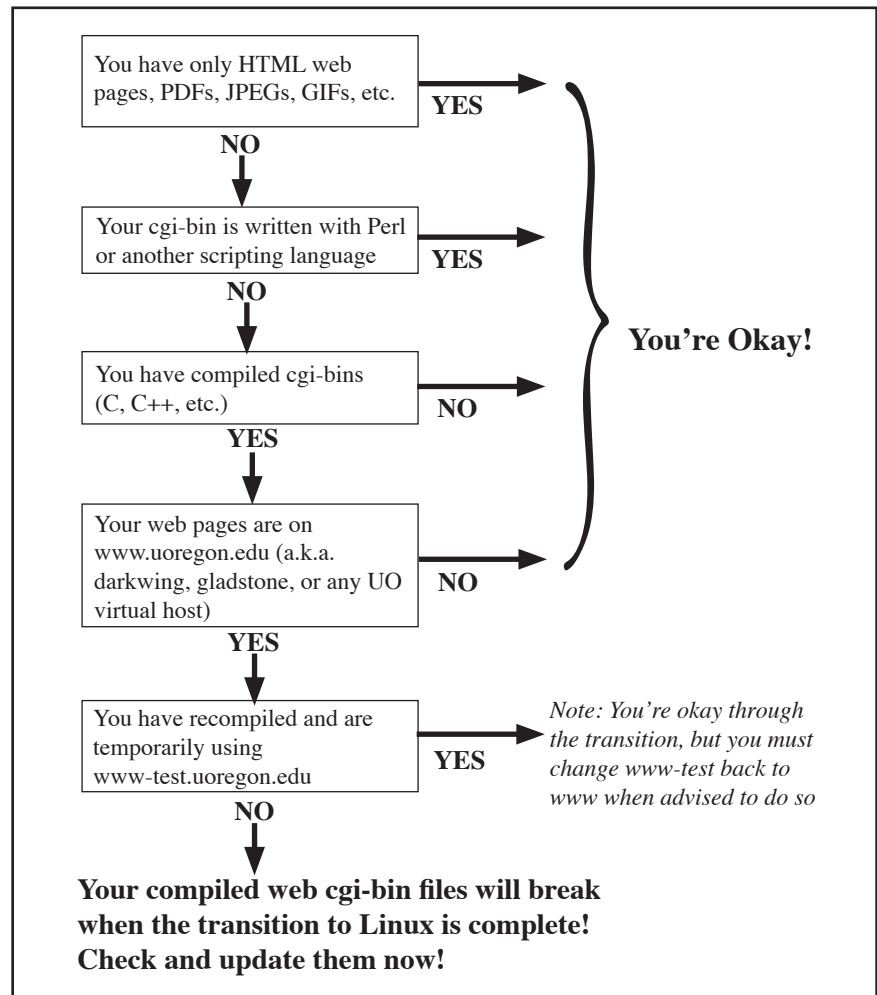 You have only HTML web
pages, PDFs, JPEGs, GIFs, etc.
YES
NO
Your cgi-bin is written with Perl
or another scripting language
YES
NO
You have compiled cgi-bins
(C, C++, etc.)
NO
YES
You're Okay!
Your web pages are on
www.uoregon.edu (a.k.a.
darkwing, gladstone, or any UO
virtual host)
NO
YES
You have recompiled and are
temporarily using
www-test.uoregon.edu
YES
Note: You're okay through
the transition, but you must
change www-test back to
www when advised to do so
NO
Your compiled web cgi-bin files will break
when the transition to Linux is complete!
Check and update them now!